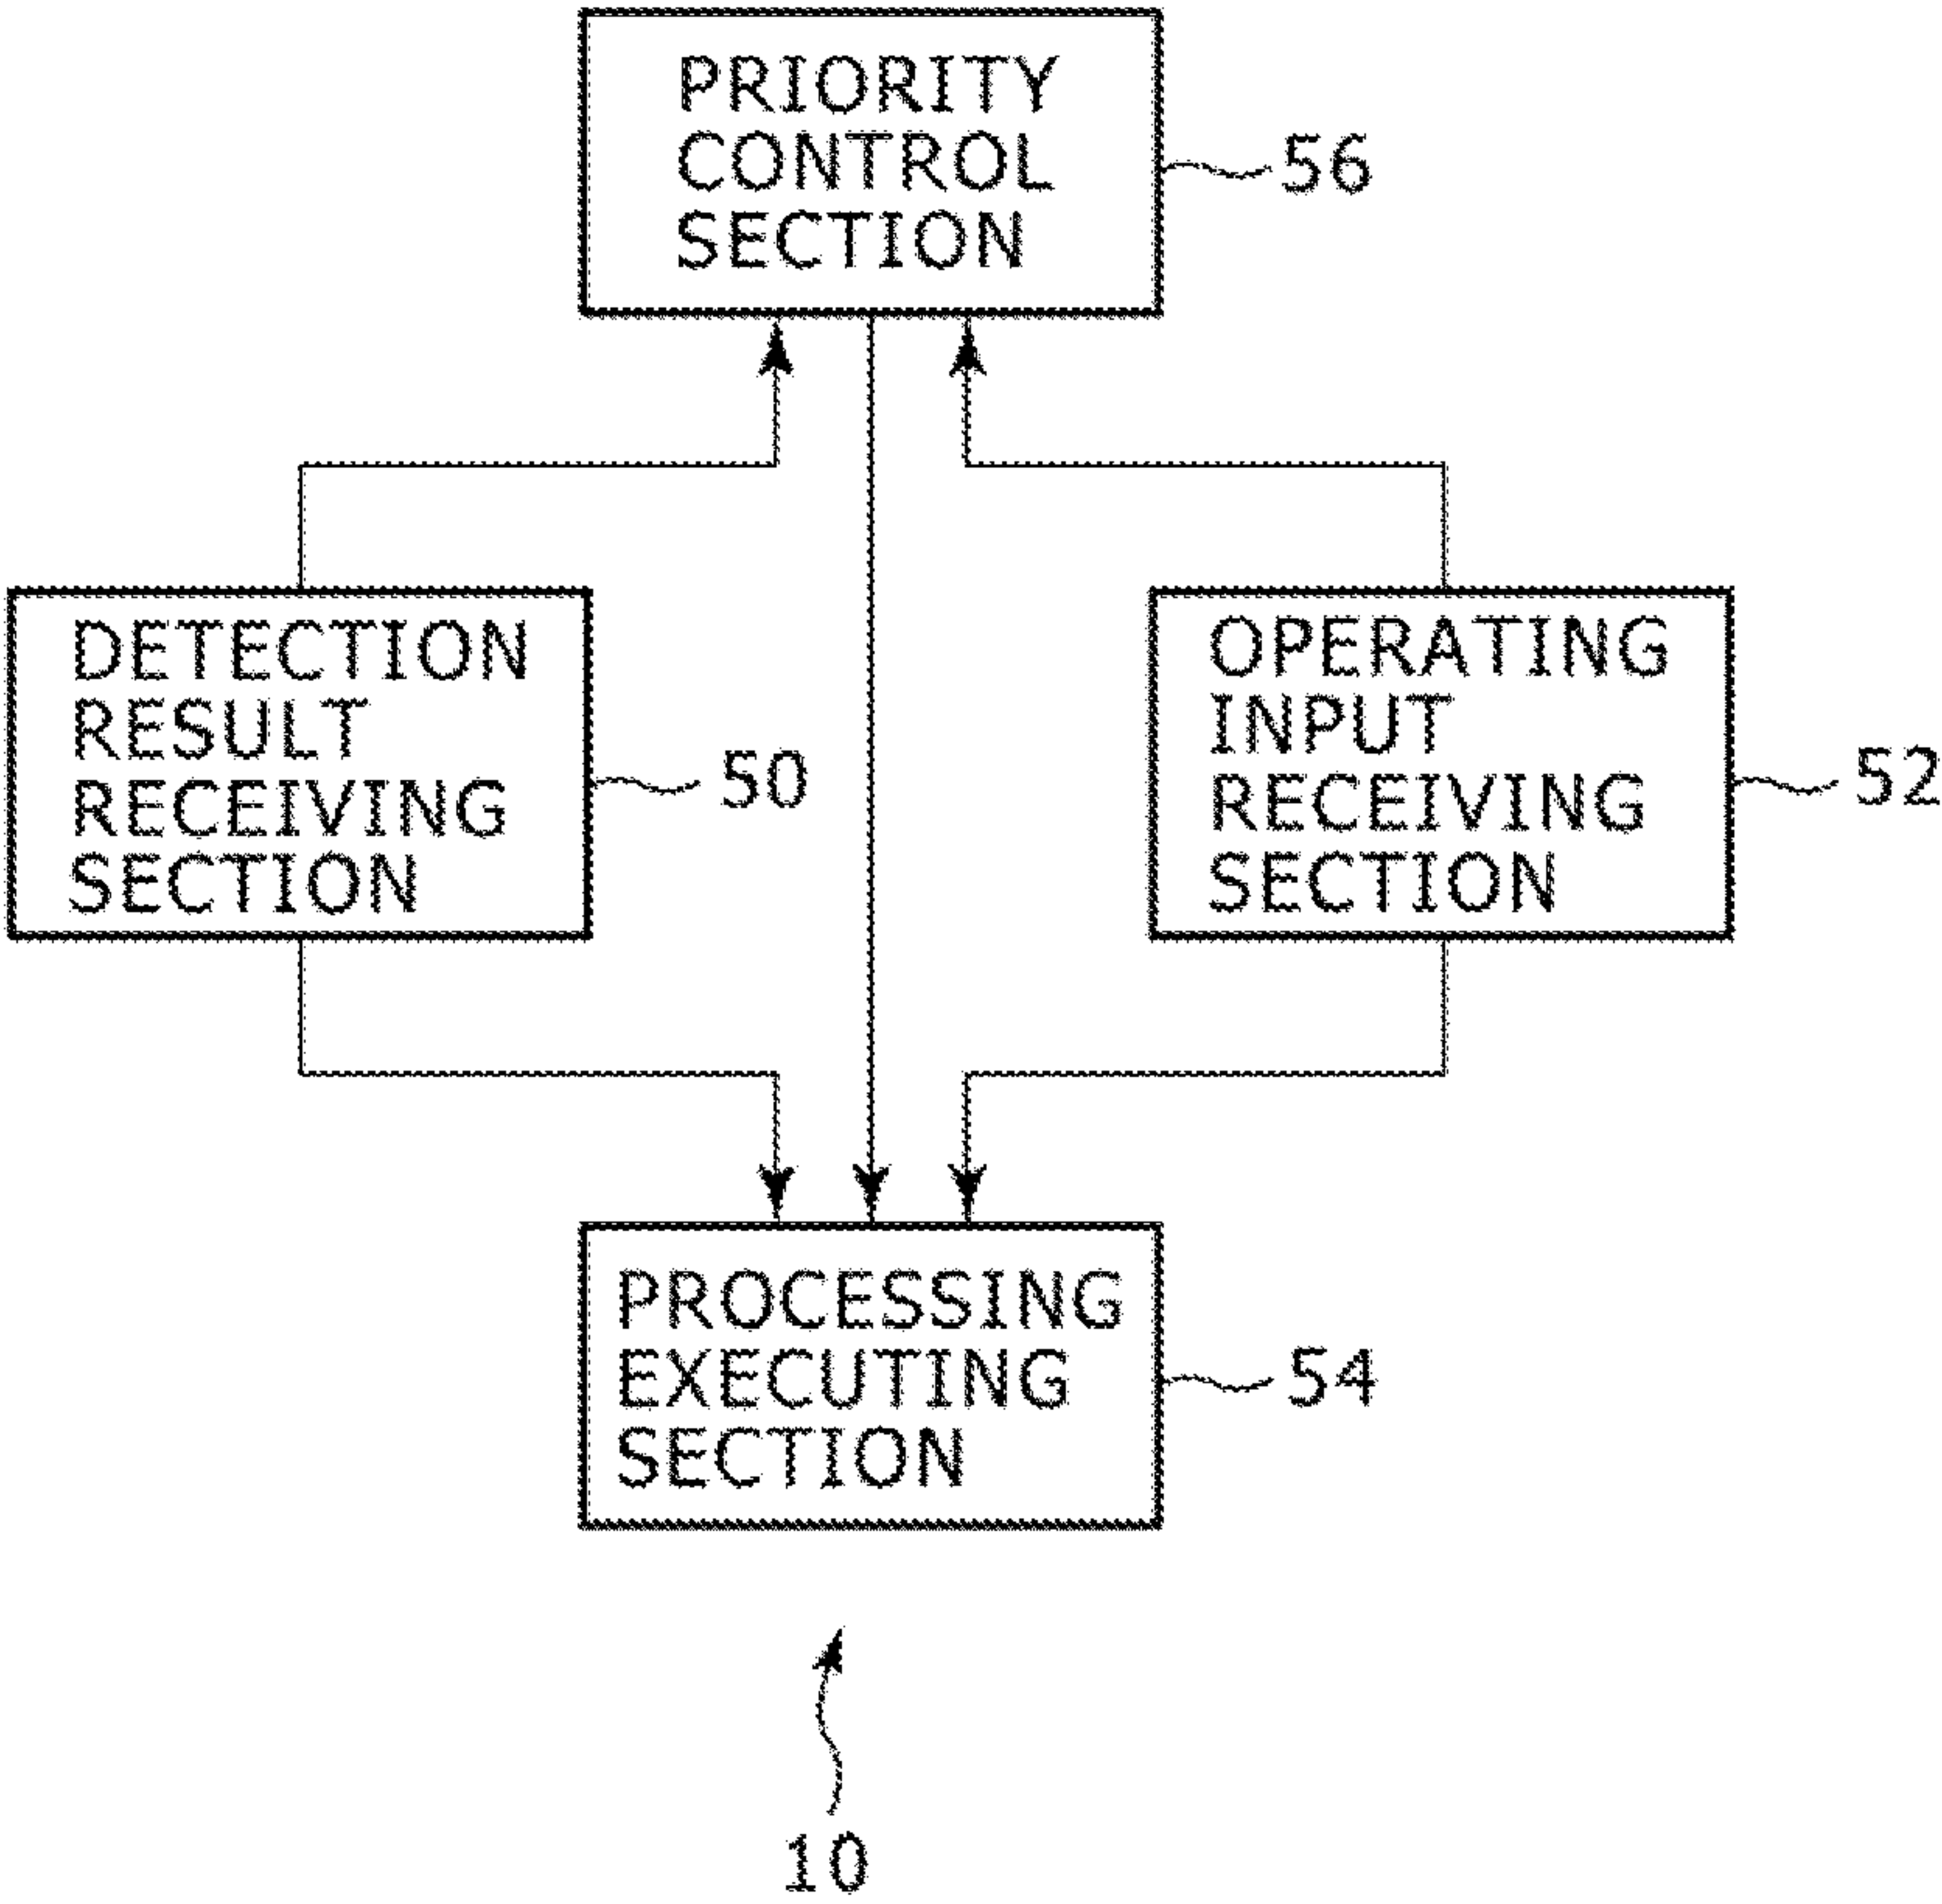 PRIORITY
CONTROL
SECTION
56
DETECTION
RESULT
RECEIVING
SECTION
50
OPERATING
INPUT
RECEIVING
SECTION
52
PROCESSING
EXECUTING
SECTION
54
10